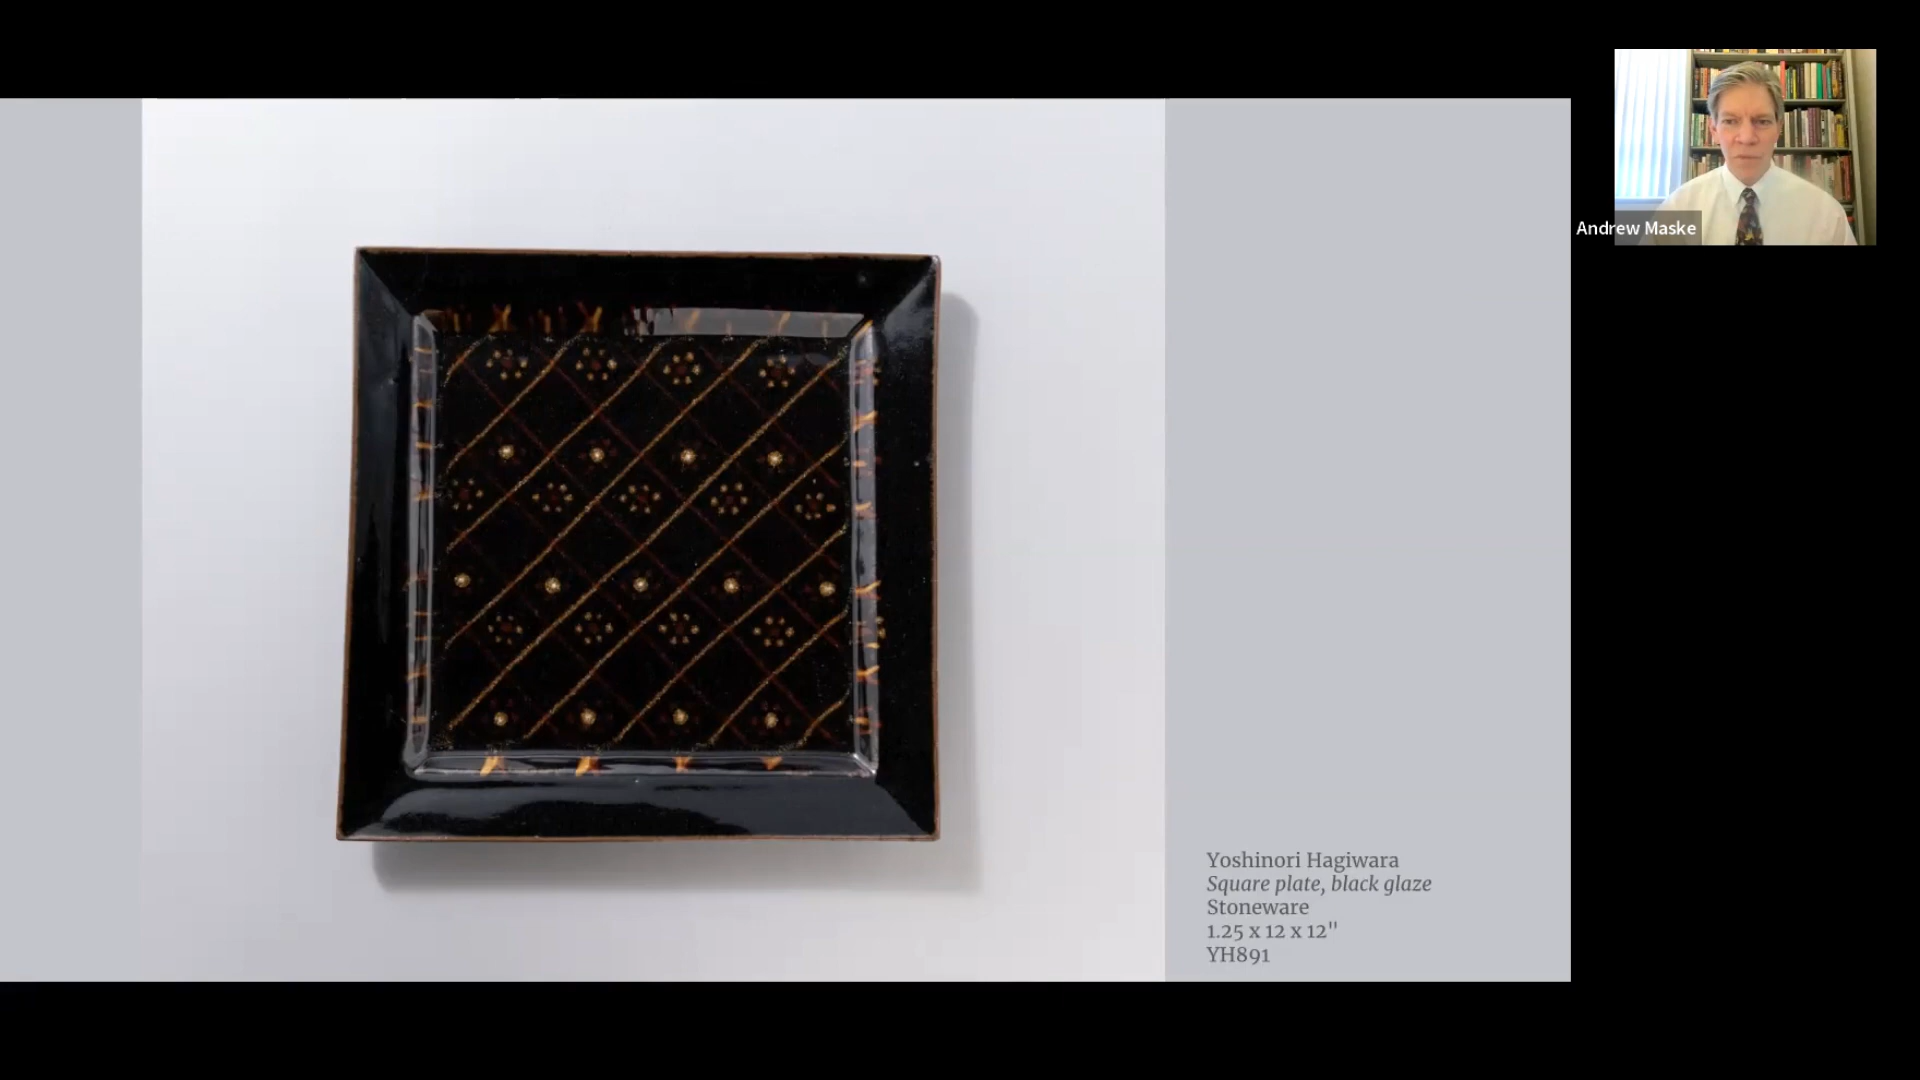 Andrew Maske
Yoshinori Hagiwara
Square plate, black glaze
Stoneware
1.25 x 12 x 12"
YH891